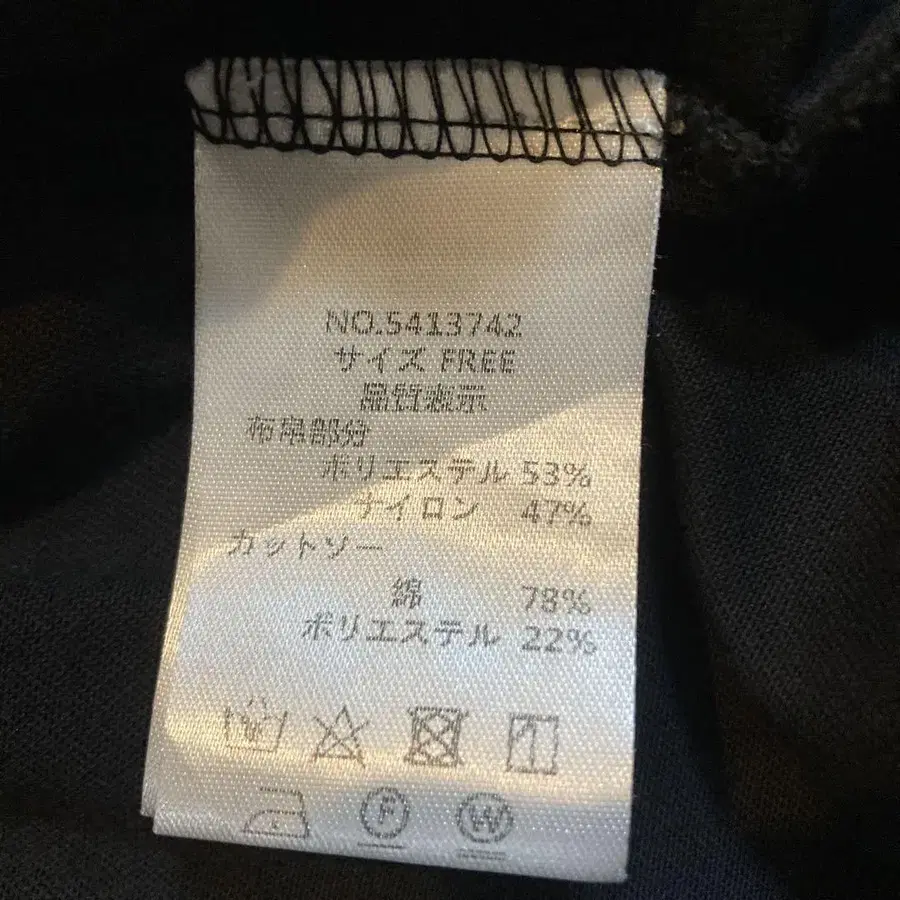 NO.5413742
サイズ FREE
品質表示
布帛部分
ポリエステル 53%
ナイロン 47%
カットソー
綿 78%
ポリエステル 22%
F
W